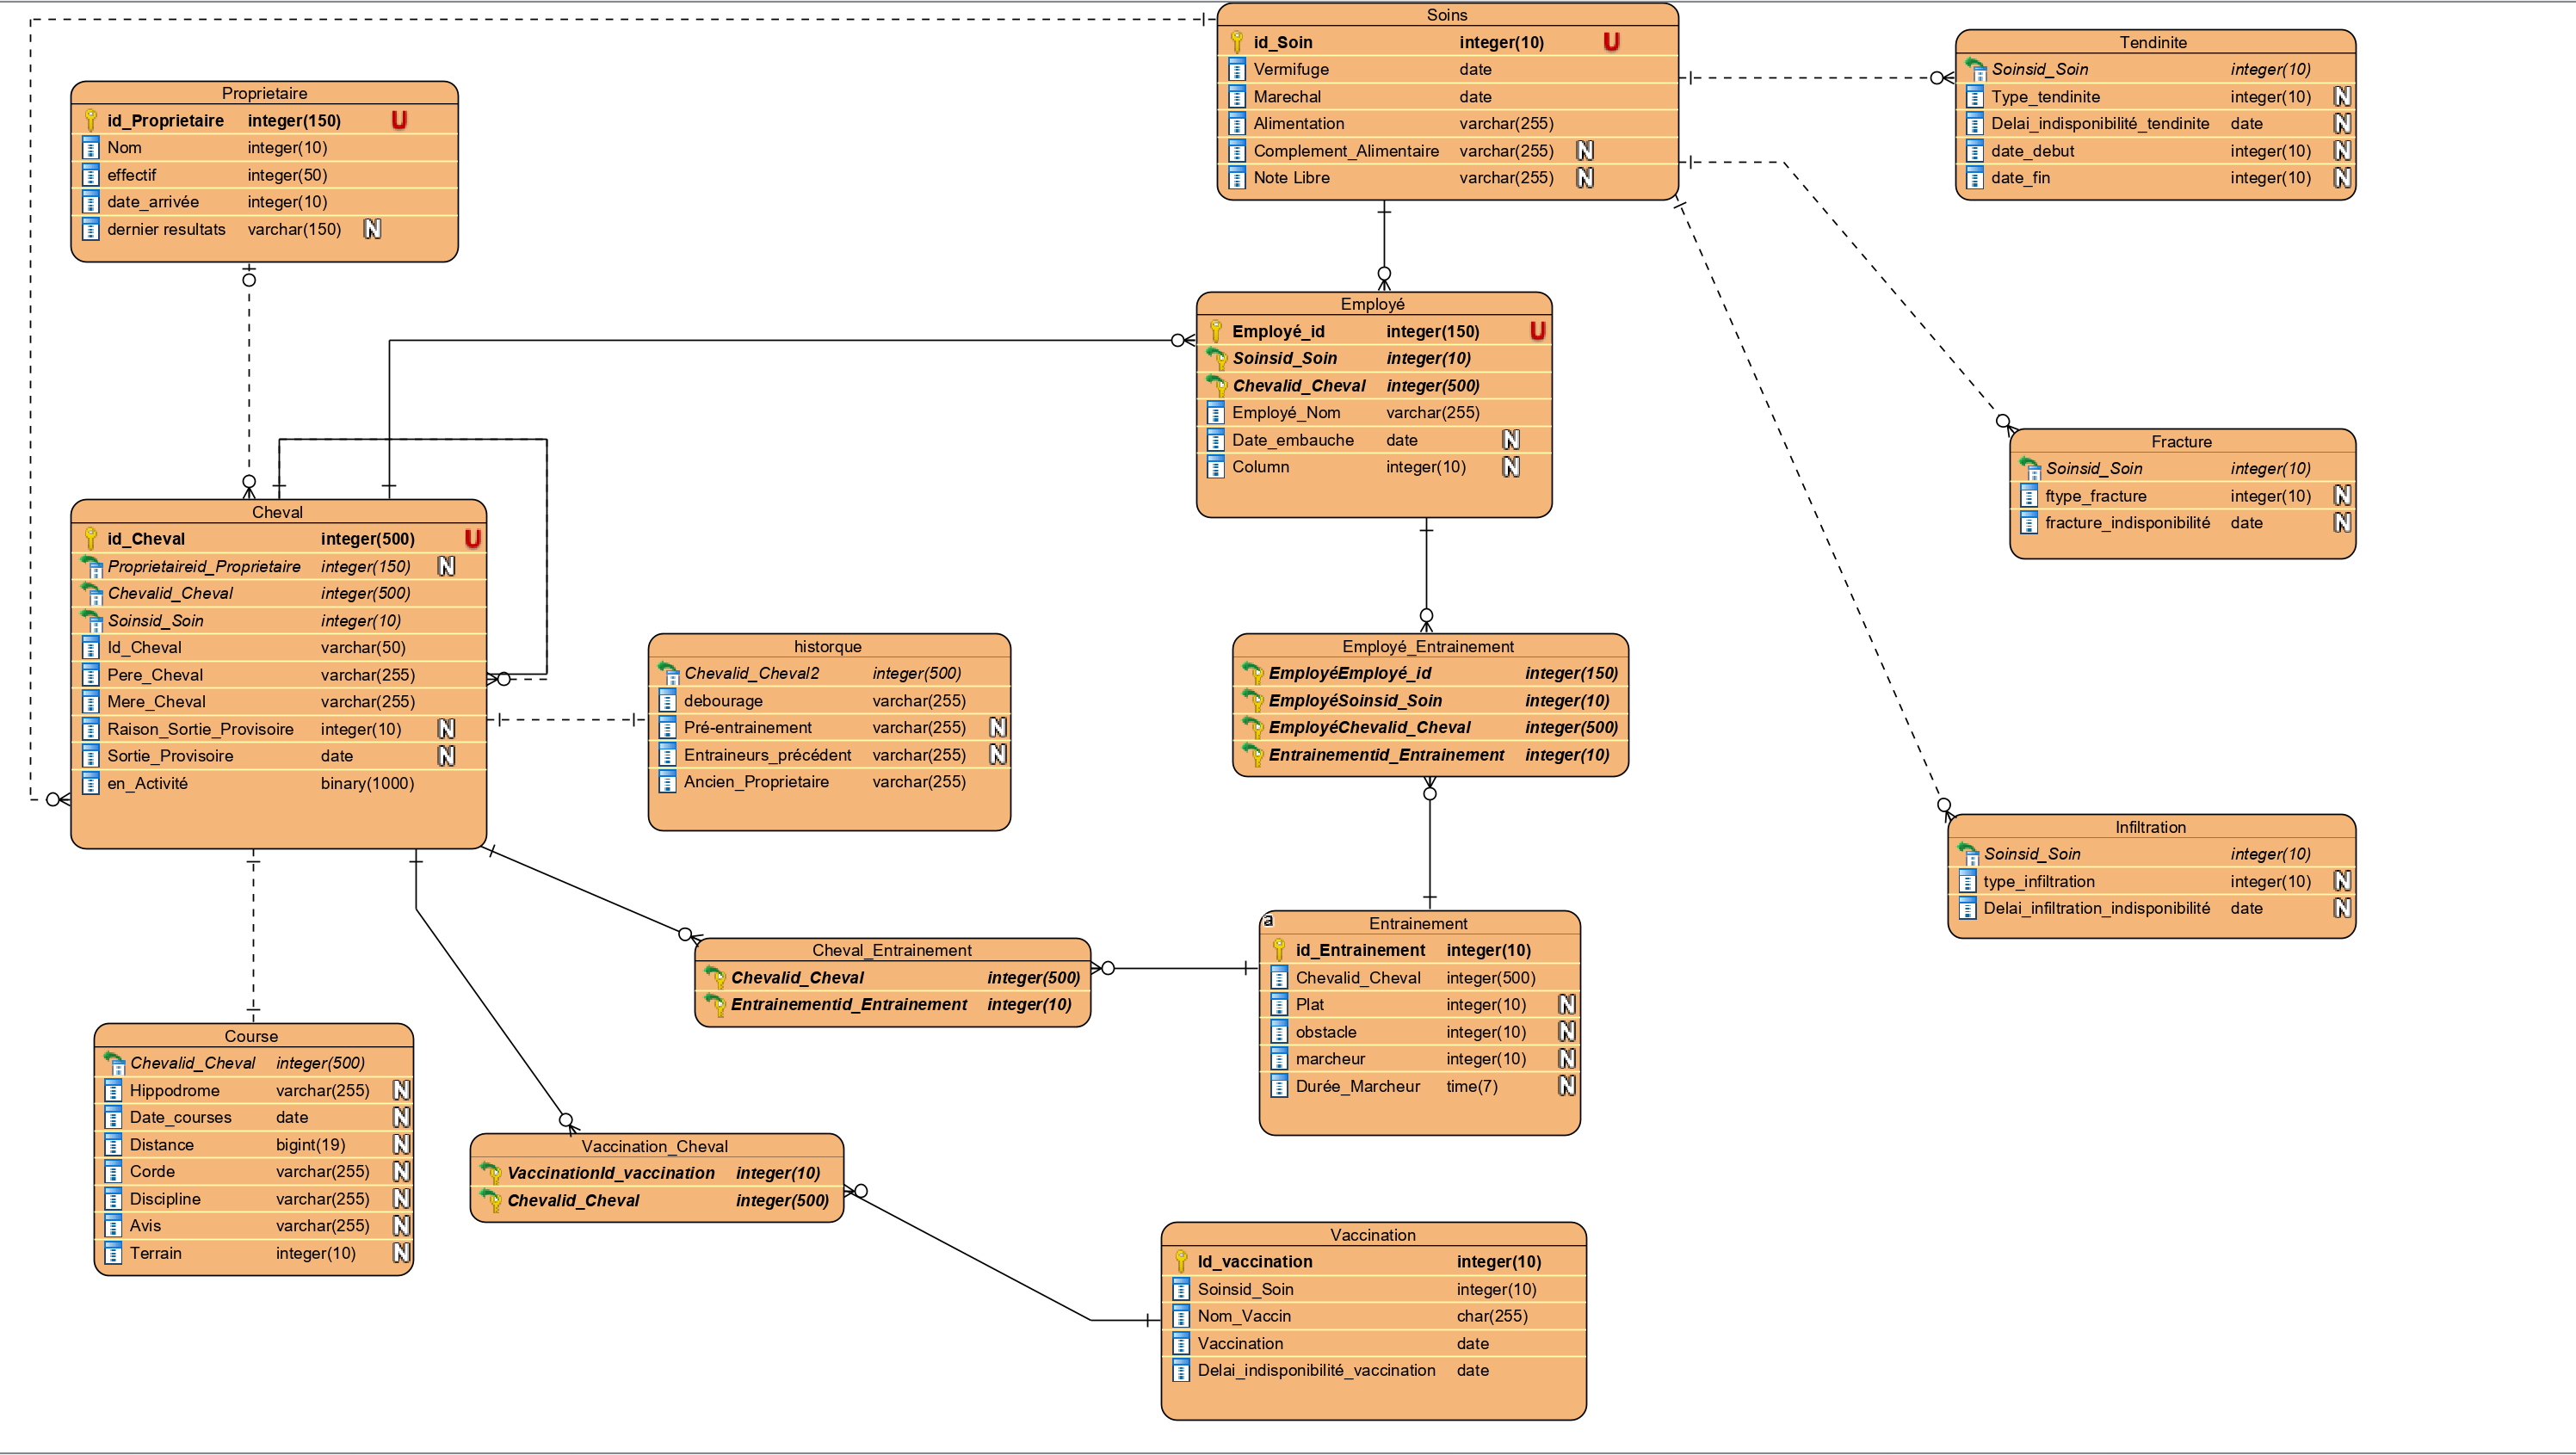 Soins
id_Soin integer(10) U
Vermifuge date
Marechal date
Alimentation varchar(255)
Complement_Alimentaire varchar(255) N
Note Libre varchar(255) N
Tendinite
Soinsid_Soin integer(10)
Type_tendinite integer(10) N
Delai_indisponibilité_tendinite date N
date_debut integer(10) N
date_fin integer(10) N
Proprietaire
id_Proprietaire integer(150) U
Nom integer(10)
effectif integer(50)
date_arrivée integer(10)
dernier resultats varchar(150) N
Employé
Employé_id integer(150) U
Soinsid_Soin integer(10)
Chevalid_Cheval integer(500)
Employé_Nom varchar(255)
Date_embauche date N
Column integer(10) N
Fracture
Soinsid_Soin integer(10)
ftype_fracture integer(10) N
fracture_indisponibilité date N
Cheval
id_Cheval integer(500) U
Proprietaireid_Proprietaire integer(150) N
Chevalid_Cheval integer(500)
Soinsid_Soin integer(10)
Id_Cheval varchar(50)
Pere_Cheval varchar(255)
Mere_Cheval varchar(255)
Raison_Sortie_Provisoire integer(10) N
Sortie_Provisoire date N
en_Activité binary(1000)
historque
Chevalid_Cheval2 integer(500)
debourage varchar(255)
Pré-entrainement varchar(255) N
Entraineurs_précédent varchar(255) N
Ancien_Proprietaire varchar(255)
Employé_Entrainement
EmployéEmployé_id integer(150)
EmployéSoinsid_Soin integer(10)
EmployéChevalid_Cheval integer(500)
Entrainementid_Entrainement integer(10)
Infiltration
Soinsid_Soin integer(10)
type_infiltration integer(10) N
Delai_infiltration_indisponibilité date N
Cheval_Entrainement
Chevalid_Cheval integer(500)
Entrainementid_Entrainement integer(10)
a
Entrainement
id_Entrainement integer(10)
Chevalid_Cheval integer(500)
Plat integer(10) N
obstacle integer(10) N
marcheur integer(10) N
Durée_Marcheur time(7) N
Course
Chevalid_Cheval integer(500)
Hippodrome varchar(255) N
Date_courses date N
Distance bigint(19) N
Corde varchar(255) N
Discipline varchar(255) N
Avis varchar(255) N
Terrain integer(10) N
Vaccination_Cheval
VaccinationId_vaccination integer(10)
Chevalid_Cheval integer(500)
Vaccination
Id_vaccination integer(10)
Soinsid_Soin integer(10)
Nom_Vaccin char(255)
Vaccination date
Delai_indisponibilité_vaccination date